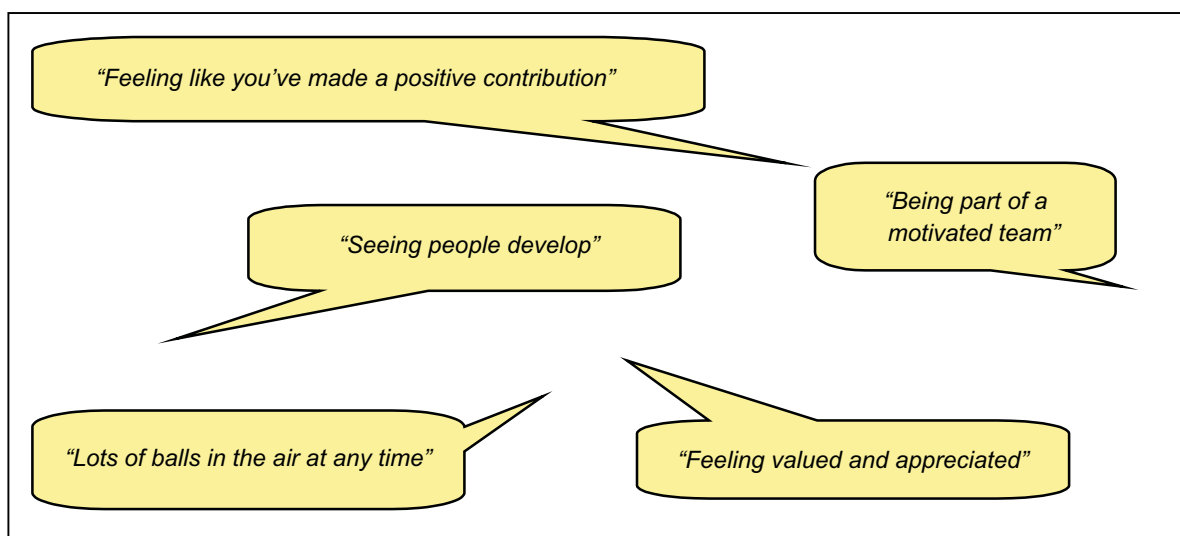 “Feeling like you’ve made a positive contribution”
“Being part of a
motivated team”
“Seeing people develop”
“Lots of balls in the air at any time”
“Feeling valued and appreciated”